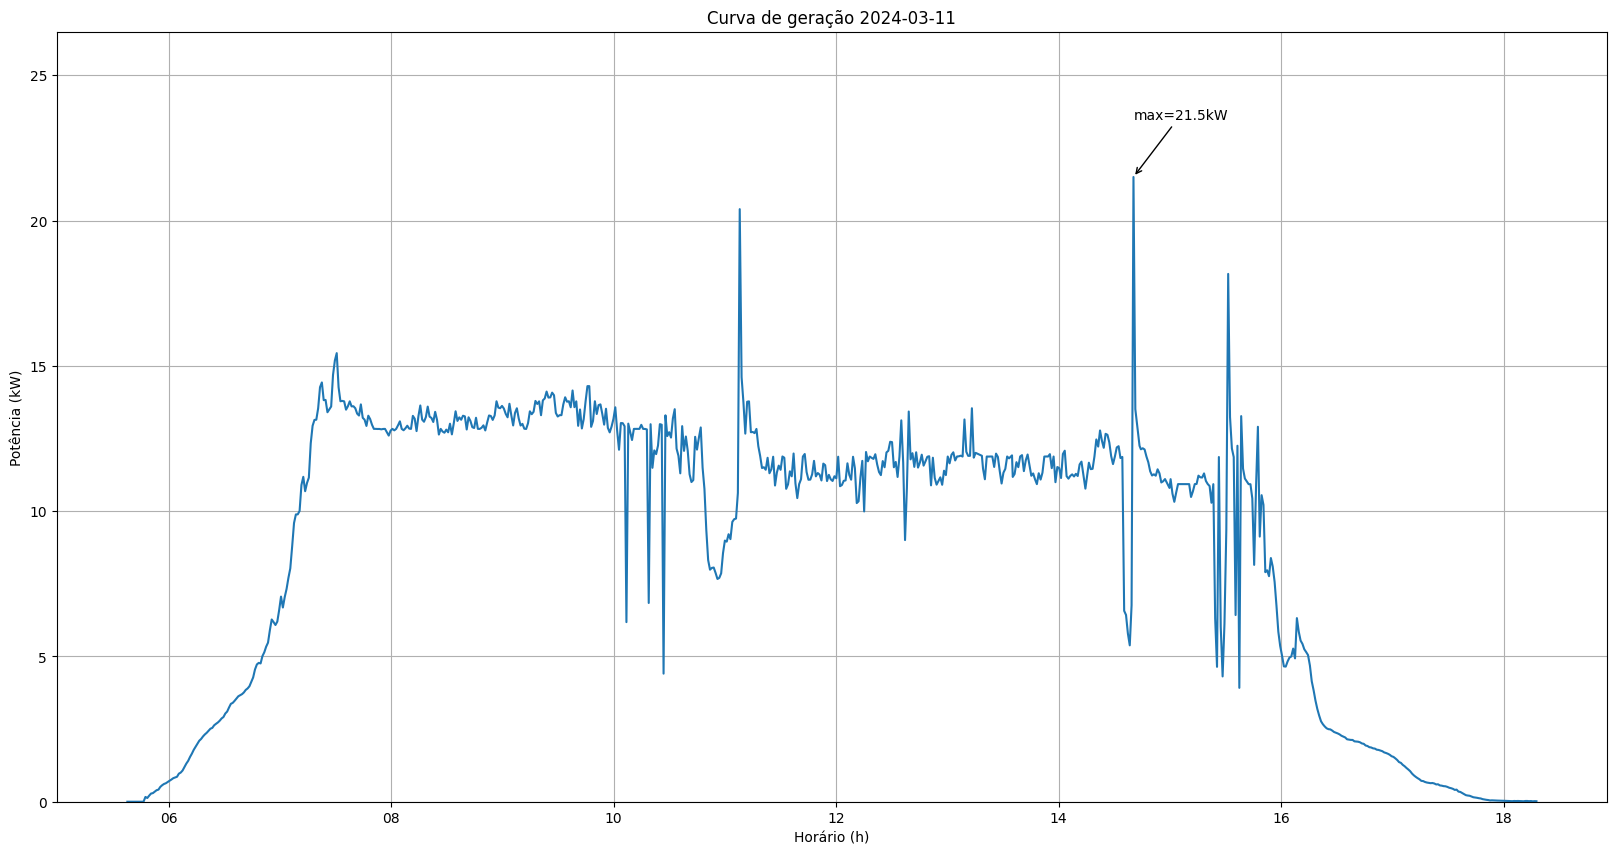 Curva de geração 2024-03-11
25
max=21.5kW
20
15
Potência (kW)
10
5
0
06 08 10 12 14 16 18
Horário (h)